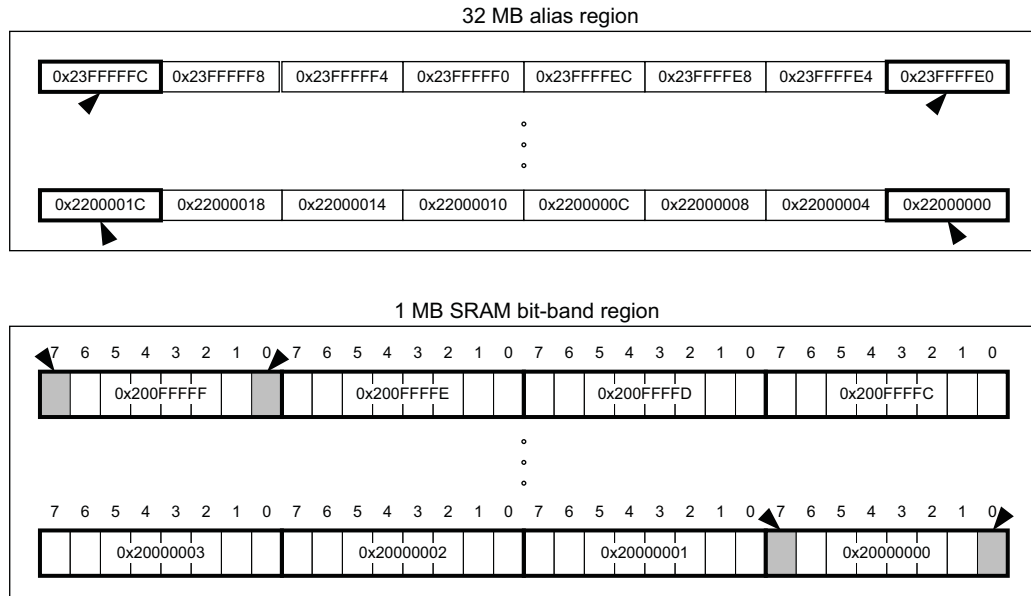 32 MB alias region
0x23FFFFFC 0x23FFFFF8 0x23FFFFF4 0x23FFFFF0 0x23FFFFEC 0x23FFFFE8 0x23FFFFE4 0x23FFFFE0
0x2200001C 0x22000018 0x22000014 0x22000010 0x2200000C 0x22000008 0x22000004 0x22000000
1 MB SRAM bit-band region
7 6 5 4 3 2 1 0 7 6 5 4 3 2 1 0 7 6 5 4 3 2 1 0 7 6 5 4 3 2 1 0
0x200FFFFF 0x200FFFFE 0x200FFFFD 0x200FFFFC
7 6 5 4 3 2 1 0 7 6 5 4 3 2 1 0 7 6 5 4 3 2 1 0 7 6 5 4 3 2 1 0
0x20000003 0x20000002 0x20000001 0x20000000